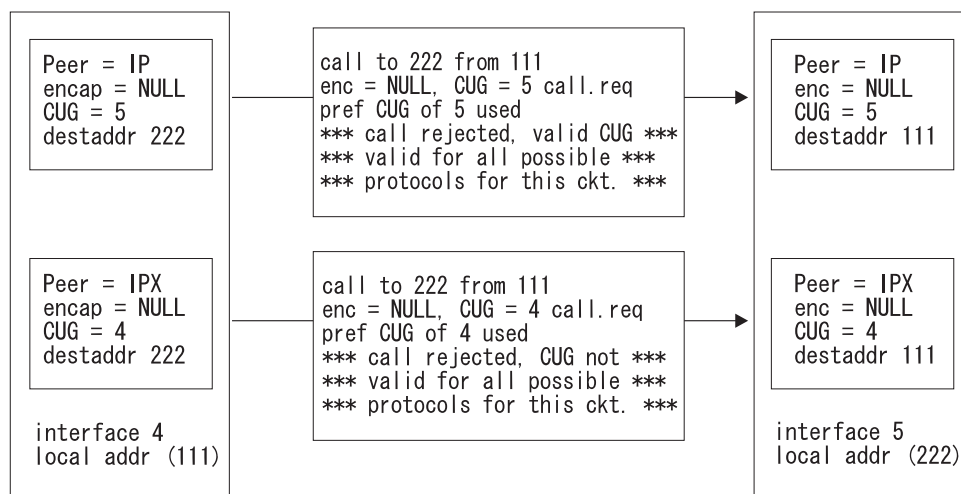 Peer = IP
encap = NULL
CUG = 5
destaddr 222
call to 222 from 111
enc = NULL, CUG = 5 call.req
pref CUG of 5 used
*** call rejected, valid CUG ***
*** valid for all possible ***
*** protocols for this ckt. ***
Peer = IP
enc = NULL
CUG = 5
destaddr 111
Peer = IPX
encap = NULL
CUG = 4
destaddr 222
call to 222 from 111
enc = NULL, CUG = 4 call.req
pref CUG of 4 used
*** call rejected, CUG not ***
*** valid for all possible ***
*** protocols for this ckt. ***
Peer = IPX
enc = NULL
CUG = 4
destaddr 111
interface 4
local addr (111)
interface 5
local addr (222)